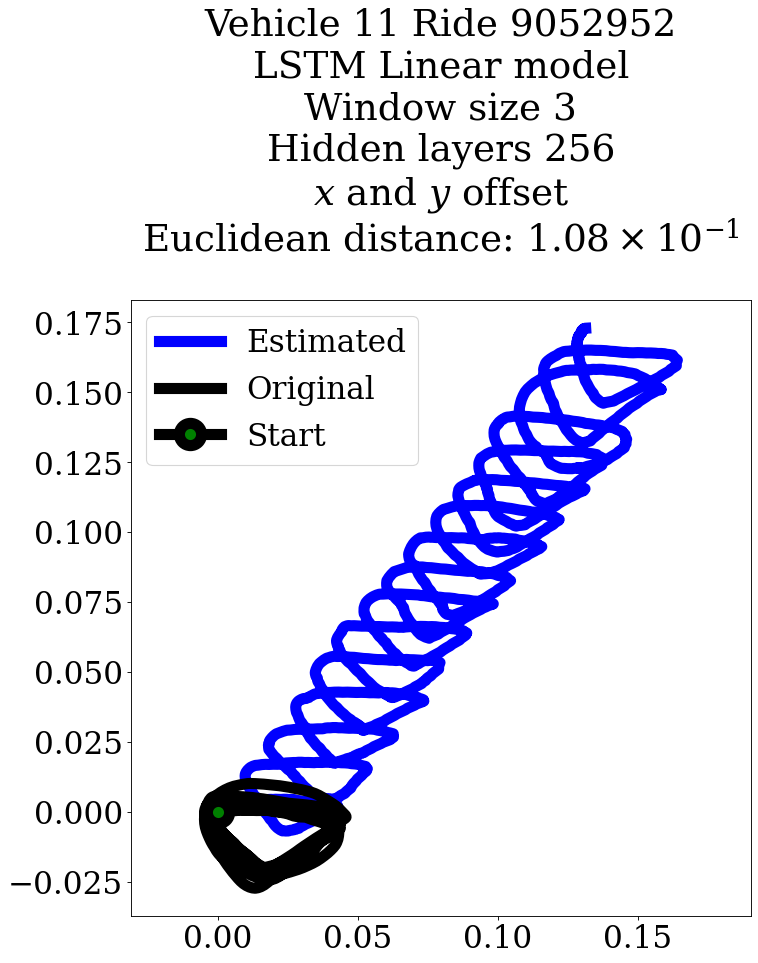 Vehicle 11 Ride 9052952
LSTM Linear model
Window size 3
Hidden layers 256
x and y offset
Euclidean distance: 1.08 × 10⁻¹
Estimated
Original
Start
0.175
0.150
0.125
0.100
0.075
0.050
0.025
0.000
−0.025
0.00 0.05 0.10 0.15